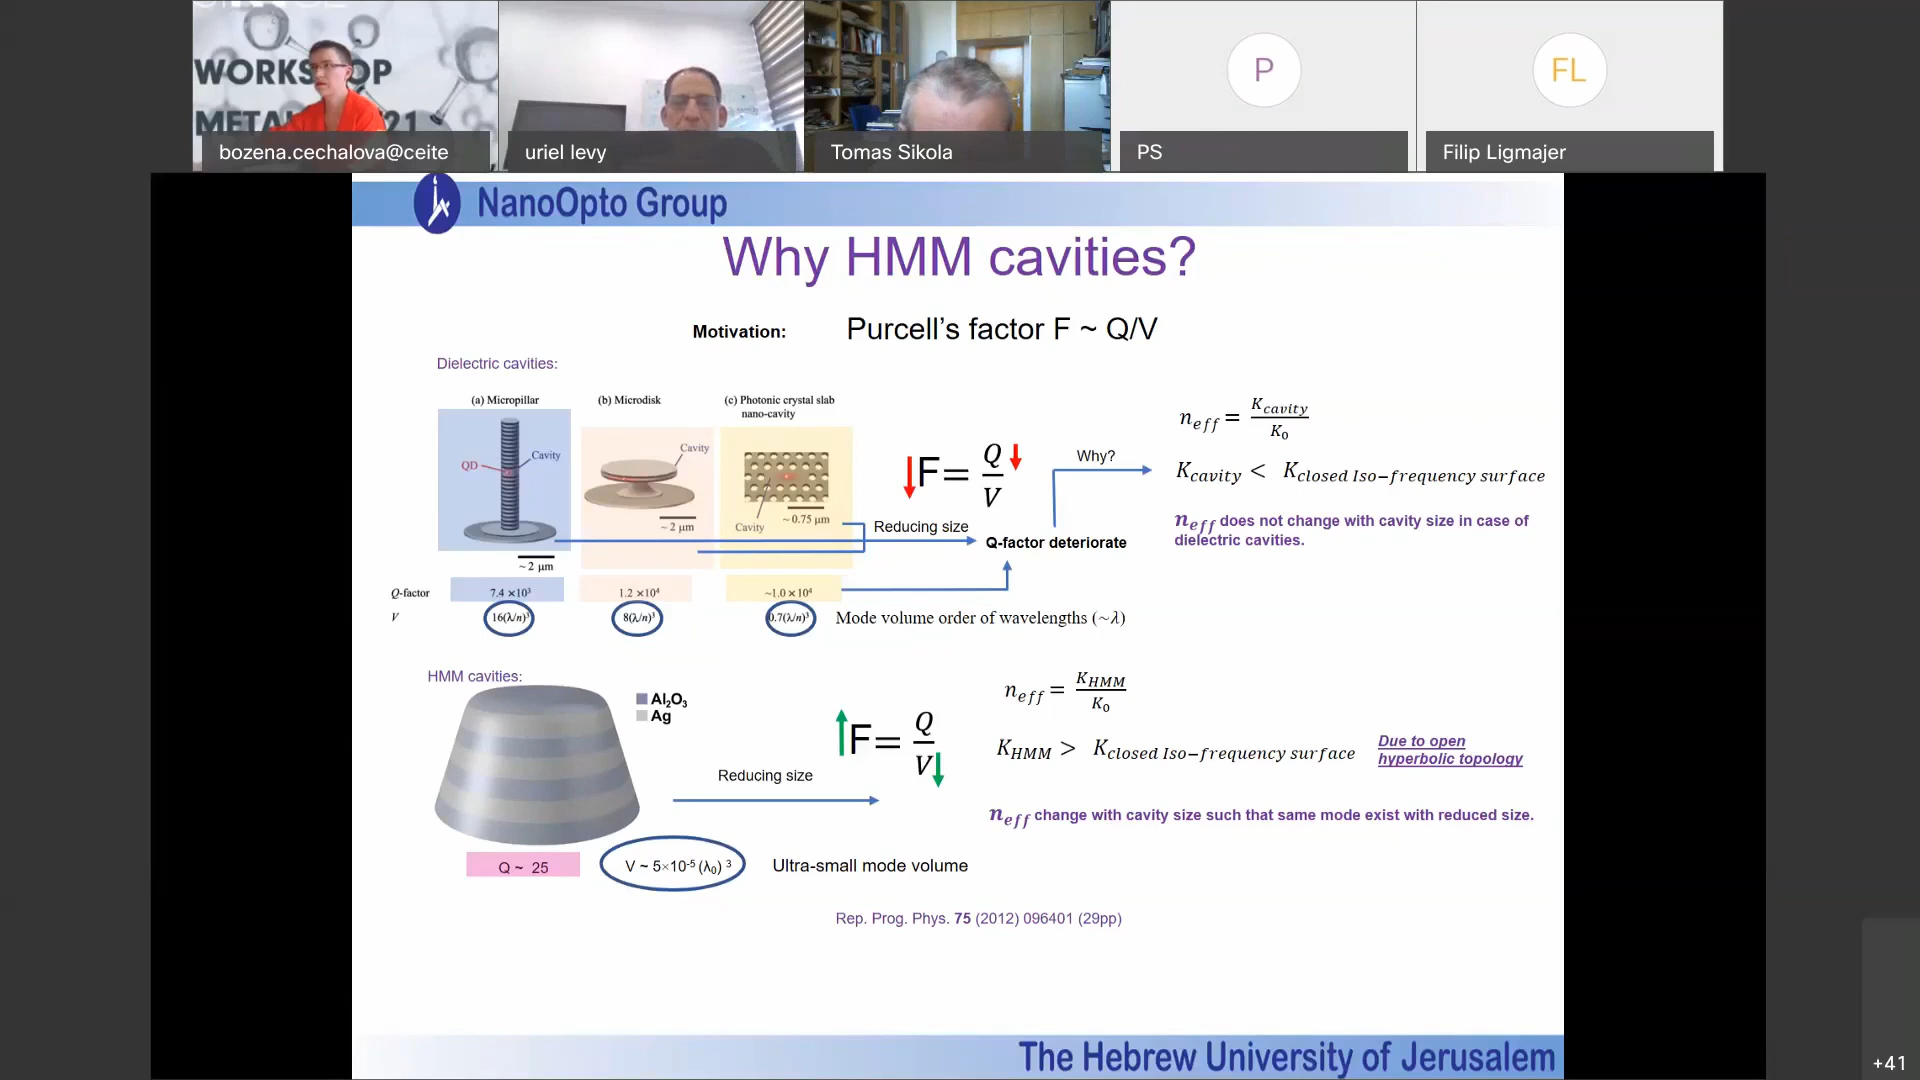 WORKSHOP
bozena.cechalova@ceite
uriel levy
Tomas Sikola
P
PS
FL
Filip Ligmajer
NanoOpto Group
Why HMM cavities?
Motivation: Purcell's factor F ~ Q/V
Dielectric cavities:
(a) Micropillar
(b) Microdisk
(c) Photonic crystal slab
nano-cavity
QD
Cavity
~2 μm
Cavity
~2 μm
Cavity
~0.75 μm
Reducing size
F= Q/V
Q-factor deteriorate
Why?
n_eff = K_cavity/K_0
K_cavity < K_closed Iso-frequency surface
n_eff does not change with cavity size in case of
dielectric cavities.
Q-factor 7.4 ×10³ 1.2 ×10⁴ ~1.0 ×10⁴
V 16(λ/n)³ 8(λ/n)³ 0.7(λ/n)³ Mode volume order of wavelengths (~λ)
HMM cavities:
Al₂O₃
Ag
Reducing size
F= Q/V
n_eff = K_HMM/K_0
K_HMM > K_closed Iso-frequency surface
Due to open
hyperbolic topology
n_eff change with cavity size such that same mode exist with reduced size.
Q ~ 25
V ~ 5×10⁻⁵ (λ₀) ³
Ultra-small mode volume
Rep. Prog. Phys. 75 (2012) 096401 (29pp)
The Hebrew University of Jerusalem
+41